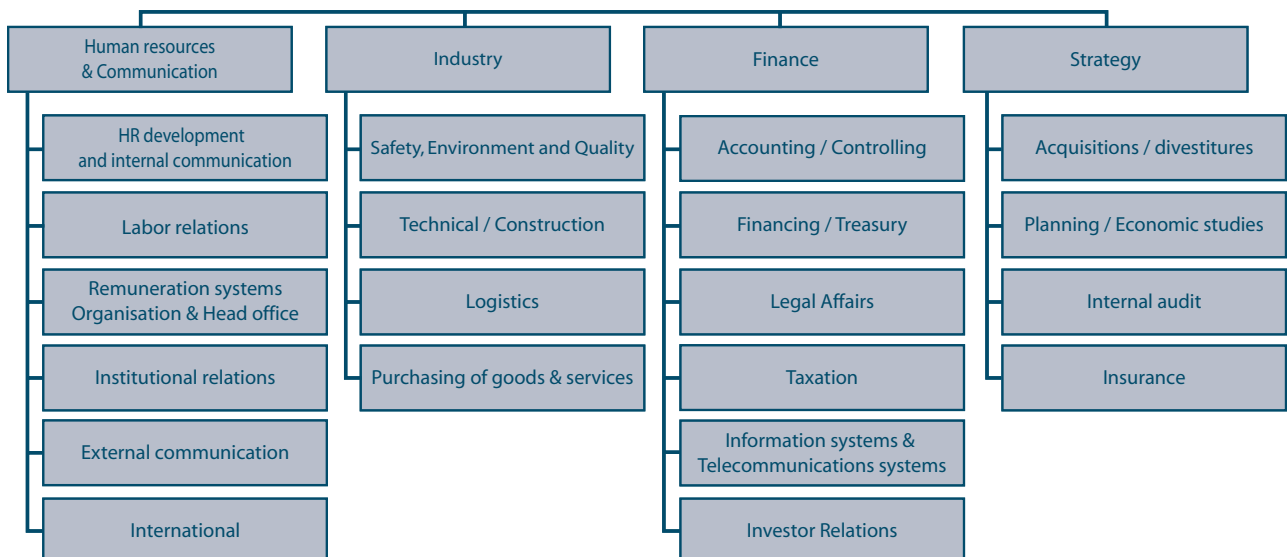 Human resources
& Communication
HR development
and internal communication
Labor relations
Remuneration systems
Organisation & Head office
Institutional relations
External communication
International
Industry
Safety, Environment and Quality
Technical / Construction
Logistics
Purchasing of goods & services
Finance
Accounting / Controlling
Financing / Treasury
Legal Affairs
Taxation
Information systems &
Telecommunications systems
Investor Relations
Strategy
Acquisitions / divestitures
Planning / Economic studies
Internal audit
Insurance